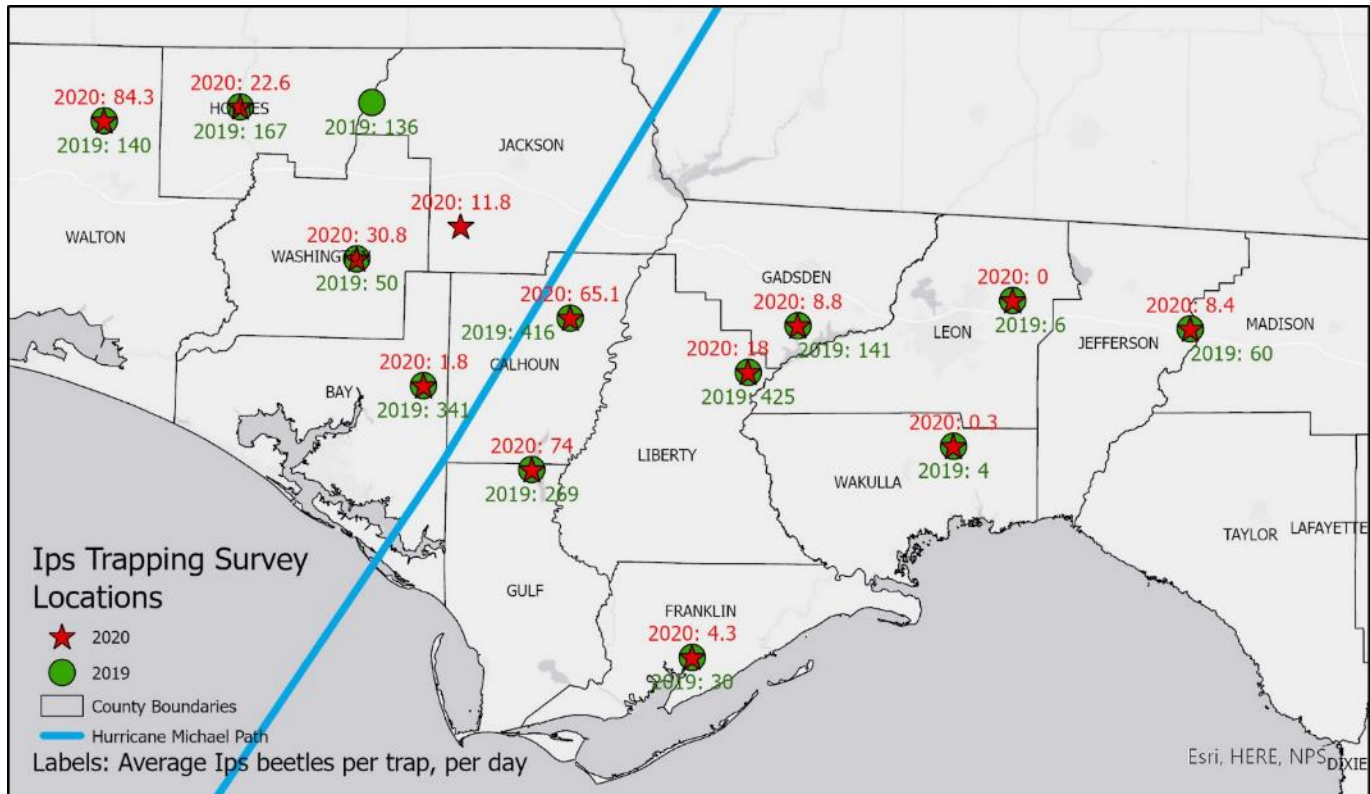 2020: 84.3
2019: 140
2020: 22.6
HOLMES
2019: 167
2019: 136
JACKSON
2020: 11.8
WALTON
2020: 30.8
WASHINGTON
2019: 50
2020: 65.1
2019: 416
CALHOUN
GADSDEN
2020: 8.8
2019: 141
2020: 0
2019: 6
LEON
2020: 8.4
2019: 60
JEFFERSON
MADISON
2020: 1.8
BAY
2019: 341
2020: 18
2019: 425
2020: 74
2019: 269
LIBERTY
2020: 0.3
2019: 4
WAKULLA
TAYLOR
LAFAYETTE
GULF
FRANKLIN
2020: 4.3
2019: 30
Ips Trapping Survey
Locations
2020
2019
County Boundaries
Hurricane Michael Path
Labels: Average Ips beetles per trap, per day
Esri, HERE, NPS
DIXIE